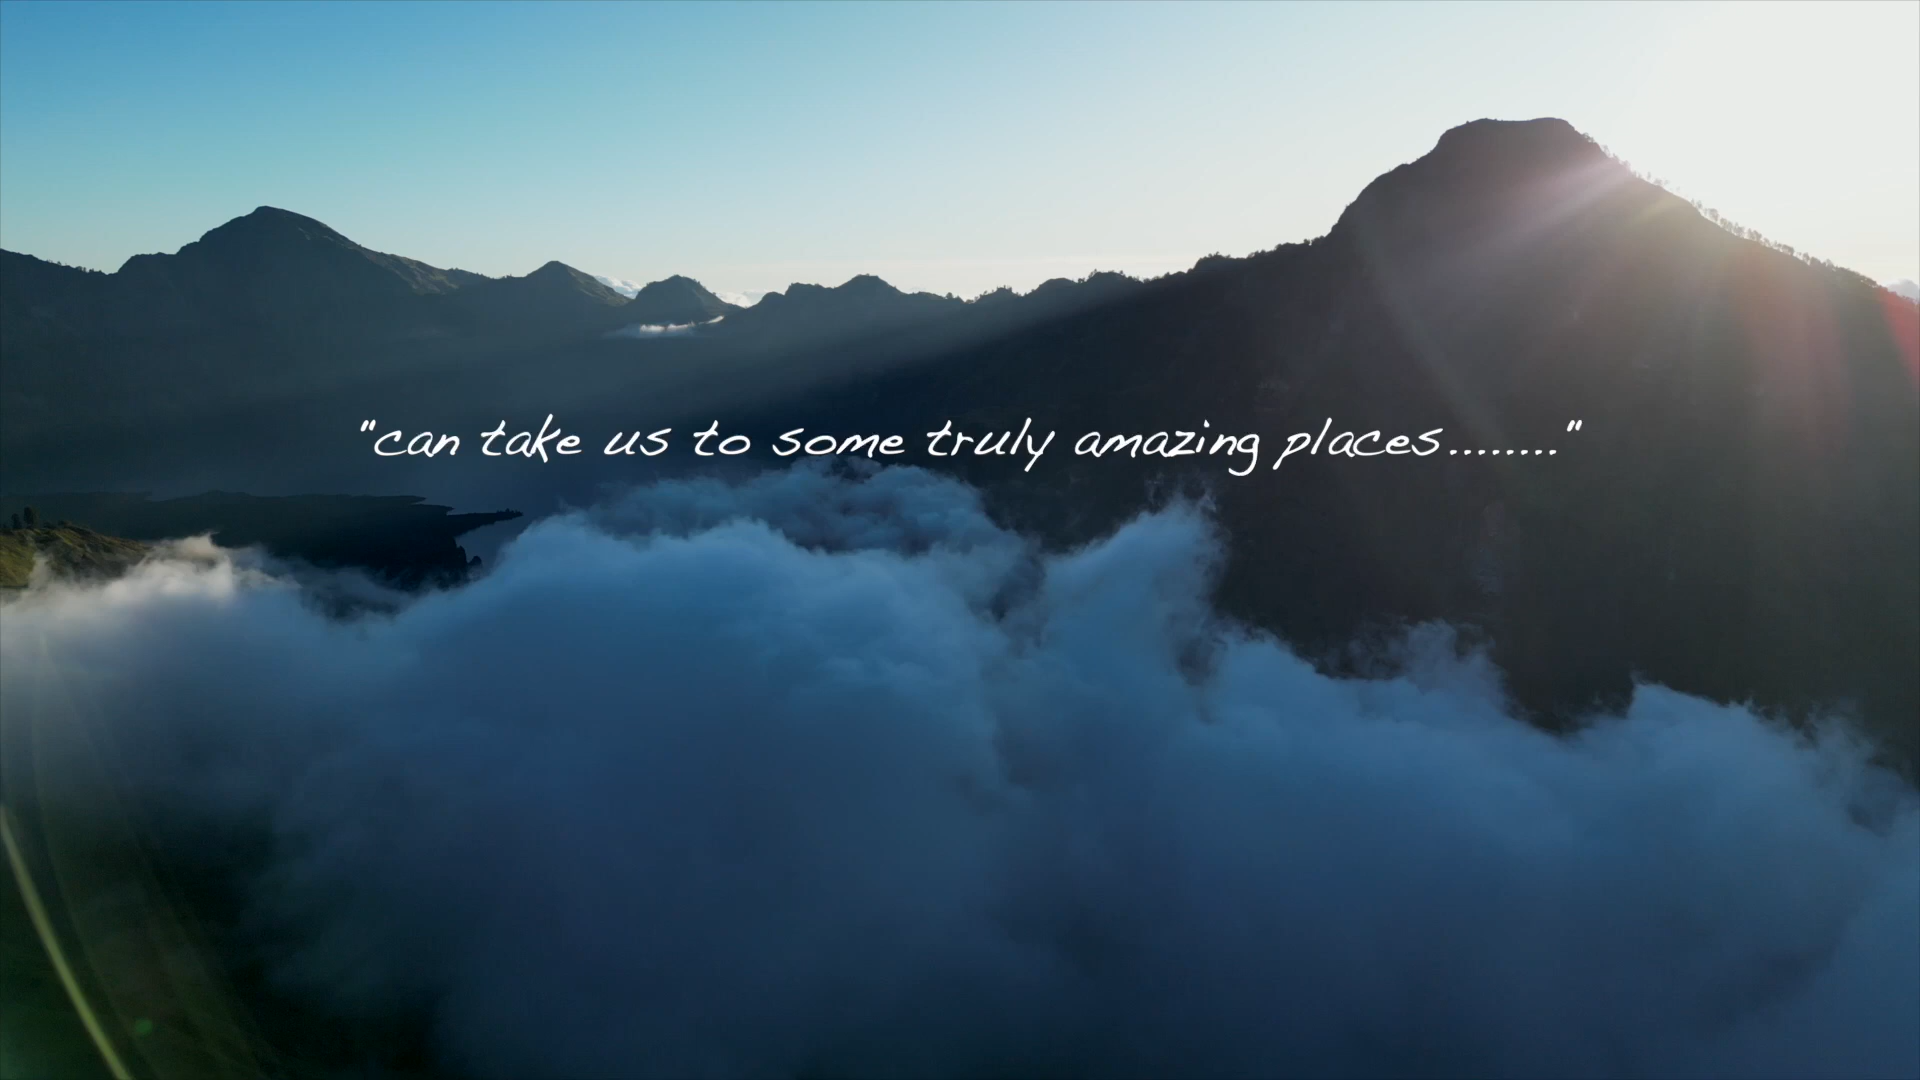 "can take us to some truly amazing places........"